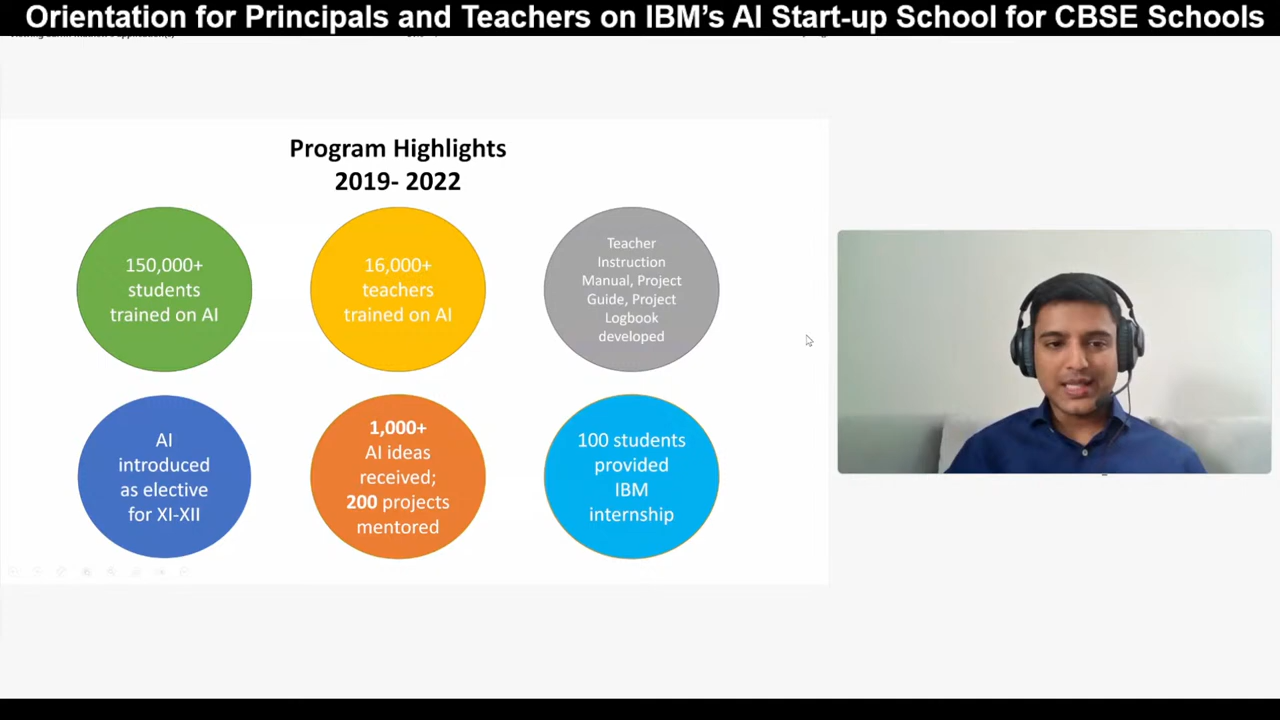 Orientation for Principals and Teachers on IBM's AI Start-up School for CBSE Schools
Program Highlights
2019- 2022
150,000+
students
trained on AI
16,000+
teachers
trained on AI
Teacher
Instruction
Manual, Project
Guide, Project
Logbook
developed
AI
introduced
as elective
for XI-XII
1,000+
AI ideas
received;
200 projects
mentored
100 students
provided
IBM
internship